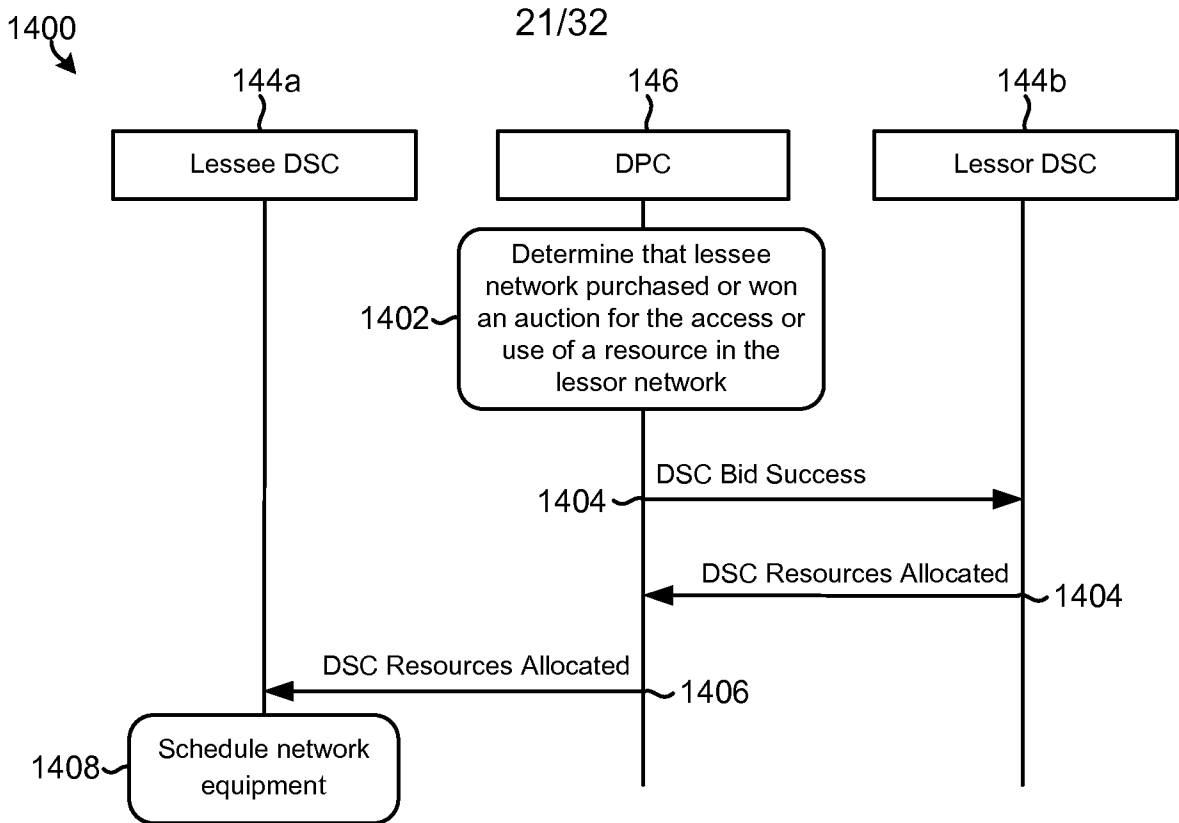 1400
21/32
144a
146
144b
Lessee DSC
DPC
Lessor DSC
Determine that lessee
network purchased or won
an auction for the access or
use of a resource in the
lessor network
1402
DSC Bid Success
1404
DSC Resources Allocated
1404
DSC Resources Allocated
1406
Schedule network
equipment
1408